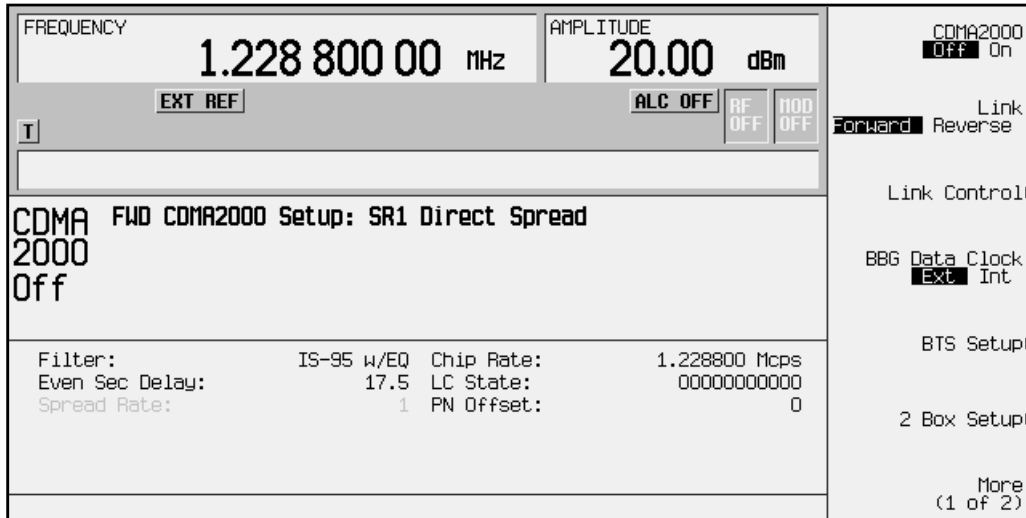 FREQUENCY
1.228 800 00 MHz
AMPLITUDE
20.00 dBm
EXT REF
ALC OFF
RF OFF
MOD OFF
T
CDMA 2000 Off
FWD CDMA2000 Setup: SR1 Direct Spread
Filter: IS-95 w/EQ Chip Rate: 1.228800 Mcps
Even Sec Delay: 17.5 LC State: 00000000000
Spread Rate: 1 PN Offset: 0
CDMA2000
Off On
Link
Forward Reverse
Link Control
BBG Data Clock
Ext Int
BTS Setup
2 Box Setup
More
(1 of 2)